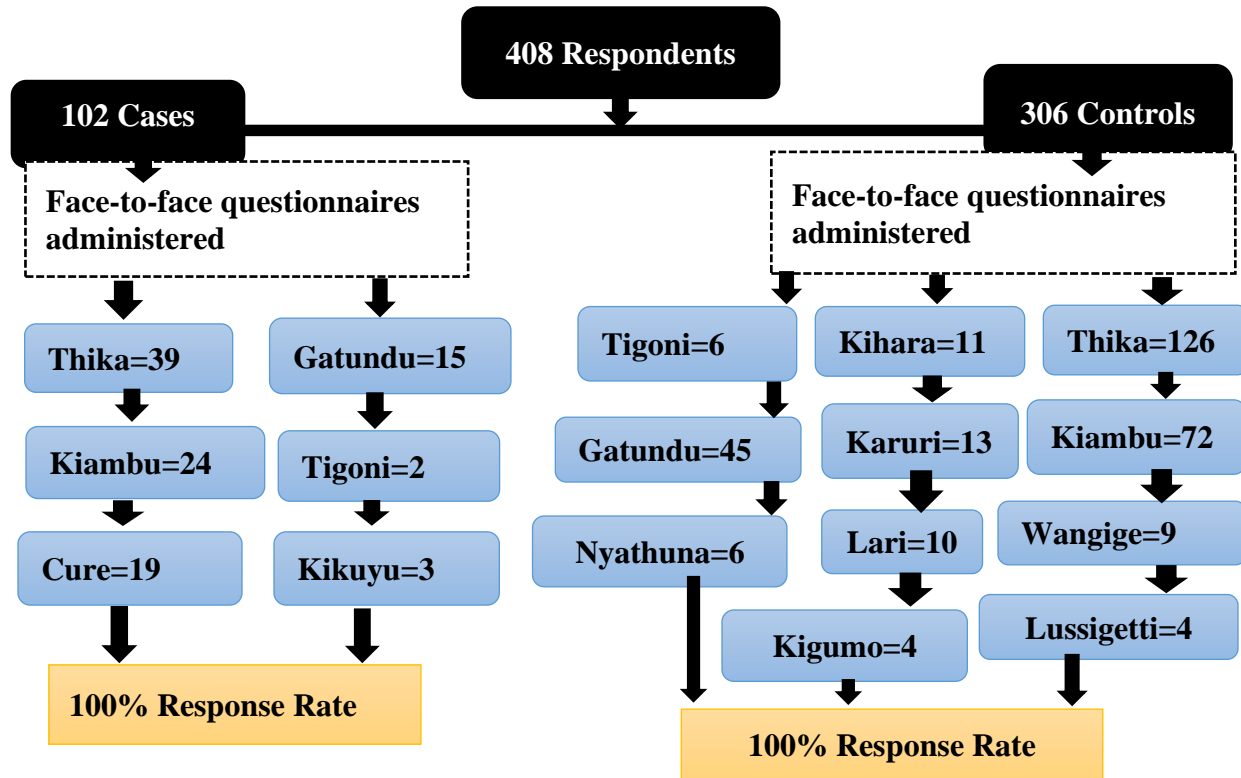 408 Respondents
102 Cases
306 Controls
Face-to-face questionnaires
administered
Thika=39
Kiambu=24
Cure=19
Gatundu=15
Tigoni=2
Kikuyu=3
100% Response Rate
Face-to-face questionnaires
administered
Tigoni=6
Gatundu=45
Nyathuna=6
Kihara=11
Karuri=13
Lari=10
Kigumo=4
Thika=126
Kiambu=72
Wangige=9
Lussigetti=4
100% Response Rate